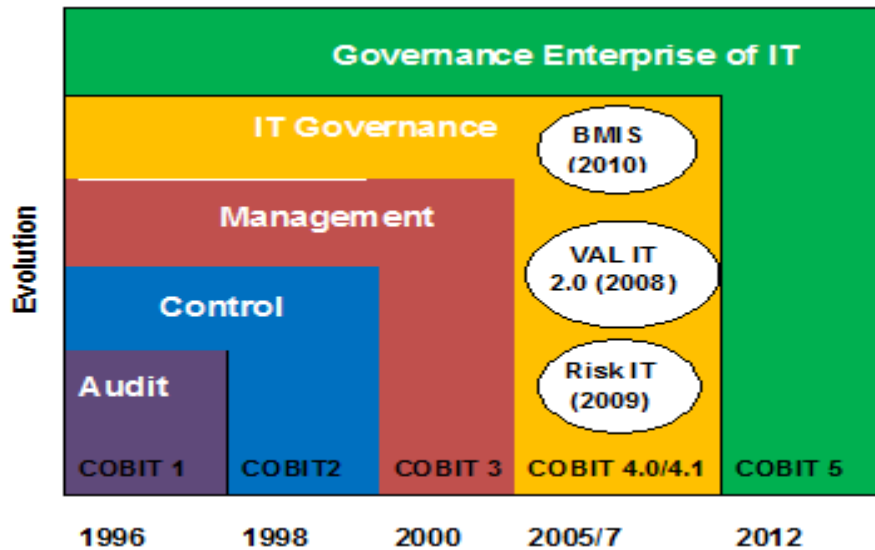 Governance Enterprise of IT
IT Governance
BMIS
(2010)
Management
VAL IT
2.0 (2008)
Control
Risk IT
(2009)
Audit
Evolution
COBIT 1 COBIT2 COBIT 3 COBIT 4.0/4.1 COBIT 5
1996 1998 2000 2005/7 2012